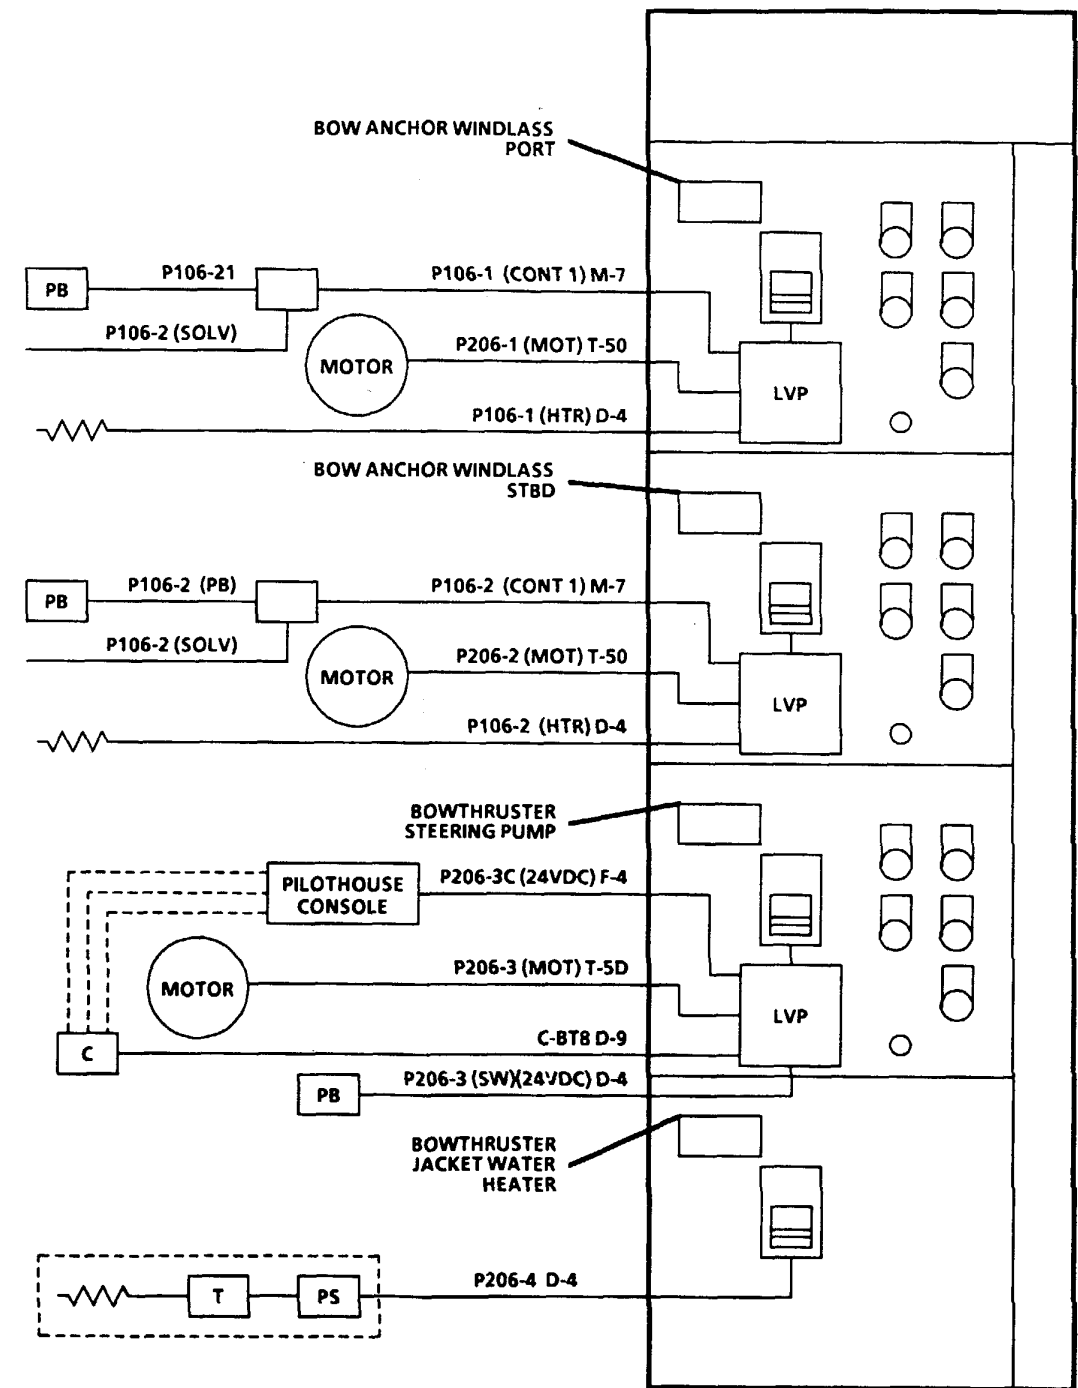 BOW ANCHOR WINDLASS
PORT
P106-21
PB
P106-1 (CONT 1) M-7
P106-2 (SOLV)
MOTOR
P206-1 (MOT) T-50
LVP
P106-1 (HTR) D-4
BOW ANCHOR WINDLASS
STBD
P106-2 (PB)
PB
P106-2 (CONT 1) M-7
P106-2 (SOLV)
MOTOR
P206-2 (MOT) T-50
LVP
P106-2 (HTR) D-4
BOWTHRUSTER
STEERING PUMP
PILOTHOUSE
CONSOLE
P206-3C (24VDC) F-4
MOTOR
P206-3 (MOT) T-5D
LVP
C
C-BT8 D-9
PB
P206-3 (SW)(24VDC) D-4
BOWTHRUSTER
JACKET WATER
HEATER
T
PS
P206-4 D-4